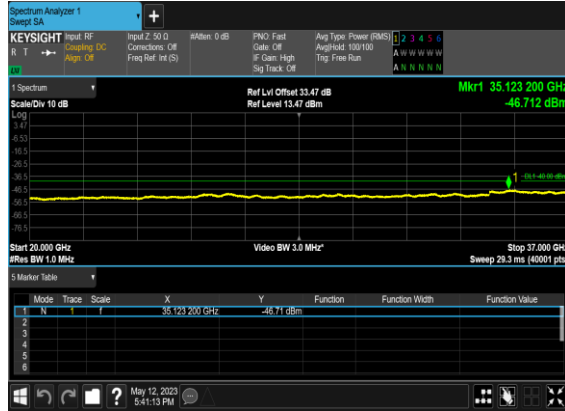 Spectrum Analyzer 1
Swept SA
+
KEYSIGHT Input: RF Input Z: 50 Ω #Atten: 0 dB PNO: Fast Avg Type: Power (RMS) 1 2 3 4 5 6
R T Coupling: DC Corrections: Off Gate: Off Avg|Hold: 100/100 A W W W W W
Align: Off Freq Ref: Int (S) IF Gain: High Trig: Free Run
Sig Track: Off A N N N N N
1 Spectrum
Scale/Div 10 dB
Ref Lvl Offset 33.47 dB
Ref Level 13.47 dBm
Mkr1 35.123 200 GHz
-46.712 dBm
Log
3.47
-6.53
-16.5
-26.5
-36.5
-46.5
-56.5
-66.5
-76.5
1
DL1 -40.00 dBm
Start 20.000 GHz Video BW 3.0 MHz* Stop 37.000 GHz
#Res BW 1.0 MHz Sweep 29.3 ms (40001 pts)
5 Marker Table
Mode Trace Scale X Y Function Function Width Function Value
1 N 1 f 35.123 200 GHz -46.71 dBm
2
3
4
5
6
? May 12, 2023
5:41:13 PM